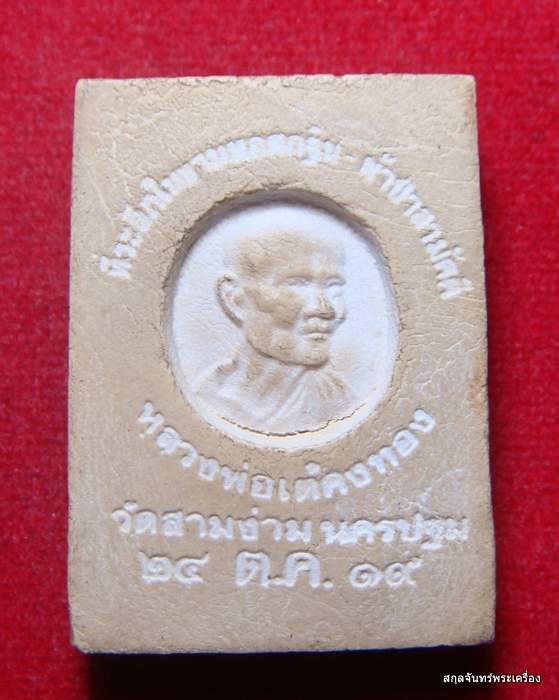 ที่ระลึกในงานทอดกฐิน-ผ้าป่าสามัคคี
หลวงพ่อเต๋คงทอง
วัดสามง่าม นครปฐม
๒๔ ต.ค. ๑๙
สกุลจันทร์พระเครื่อง